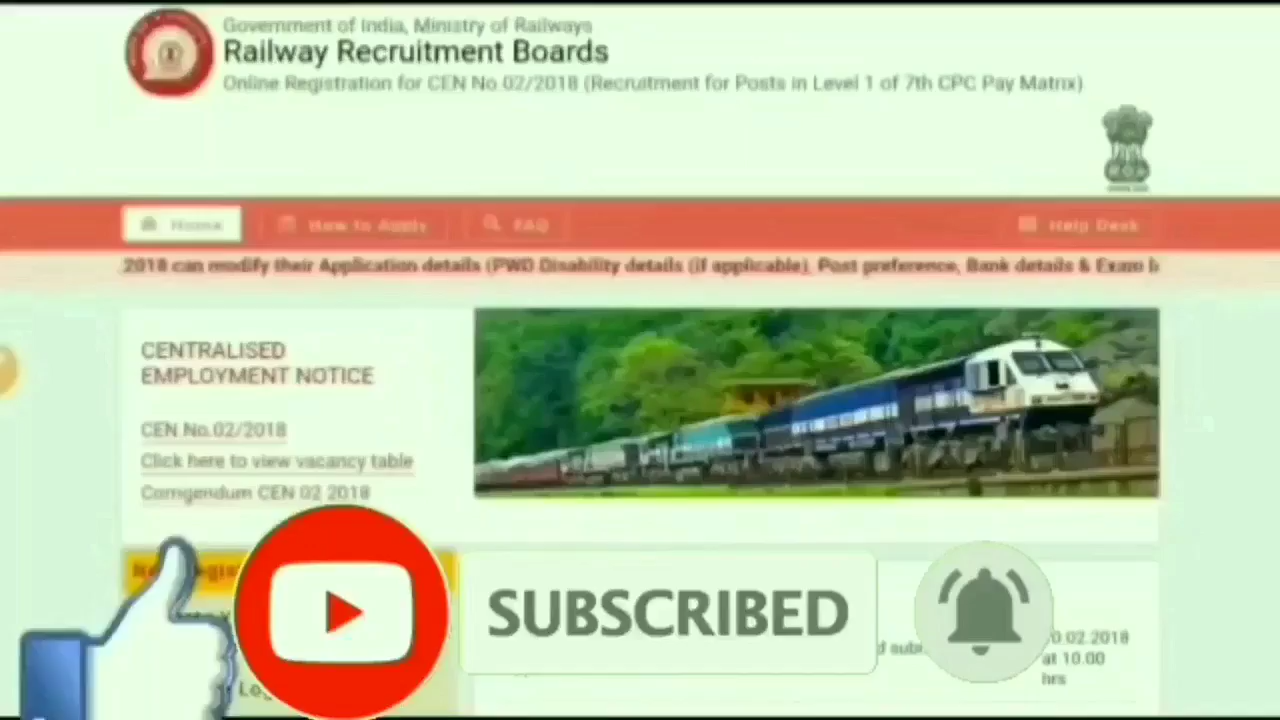 Government of India, Ministry of Railways
Railway Recruitment Boards
Online Registration for CEN No.02/2018 (Recruitment for Posts in Level 1 of 7th CPC Pay Matrix)
Home
How to Apply
FAQ
Help Desk
2018 can modify their Application details (PWD Disability details (if applicable), Post preference, Bank details & Exam
CENTRALISED
EMPLOYMENT NOTICE
CEN No.02/2018
Click here to view vacancy table
Corrigendum CEN 02 2018
SUBSCRIBED
0.02.2018
at 10.00
hrs